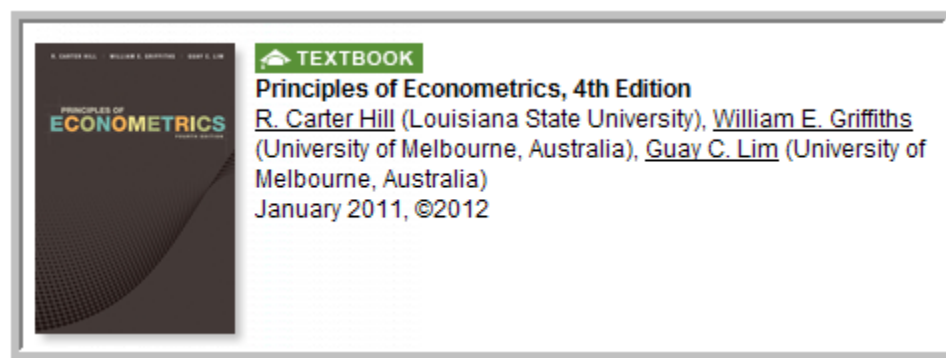 R. CARTER HILL WILLIAM E. GRIFFITHS GUAY C. LIM
PRINCIPLES OF
ECONOMETRICS
FOURTH EDITION
TEXTBOOK
Principles of Econometrics, 4th Edition
R. Carter Hill (Louisiana State University), William E. Griffiths
(University of Melbourne, Australia), Guay C. Lim (University of
Melbourne, Australia)
January 2011, ©2012